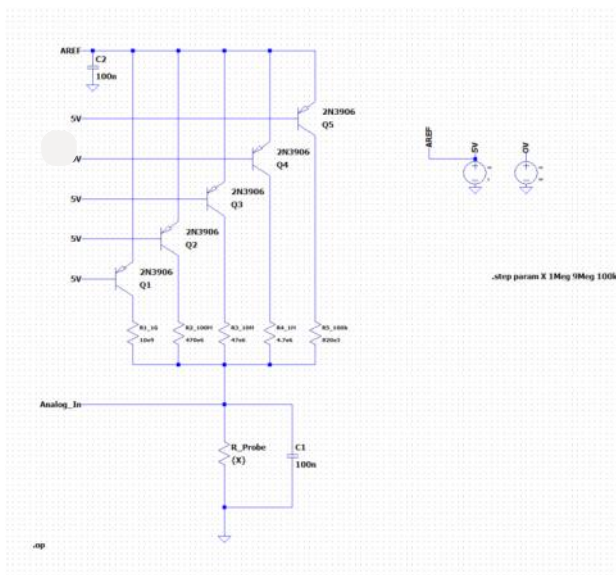 AREF
C2
100n
5V
2N3906
Q5
2N3906
Q4
5V
2N3906
Q3
5V
2N3906
Q2
5V
2N3906
Q1
R1_1G
10e9
R2_100M
470e6
R3_10M
47e6
R4_1M
4.7e6
R5_100k
820e3
Analog_In
R_Probe
{X}
C1
100n
.op
AREF
5V
0V
.step param X 1Meg 9Meg 100k